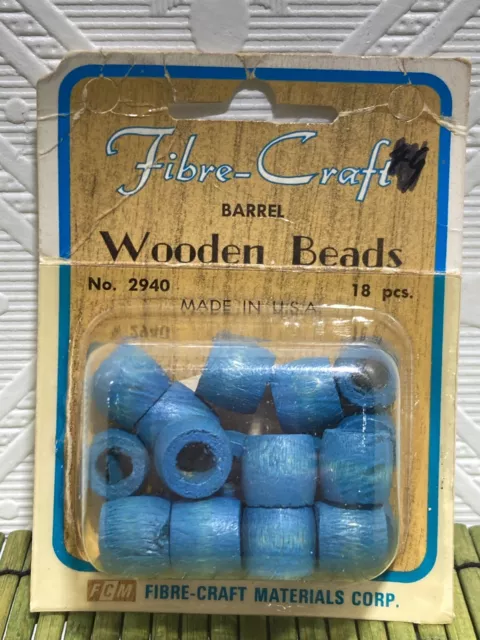 Fibre-Craft
BARREL
Wooden Beads
No. 2940 18 pcs.
MADE IN U.S.A.
FCM FIBRE-CRAFT MATERIALS CORP.